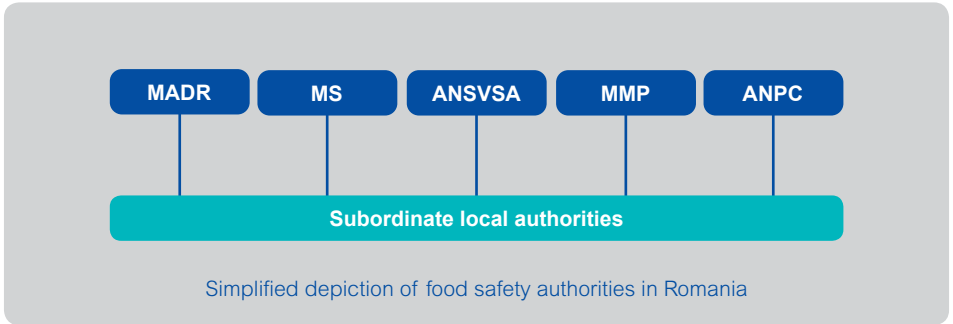 MADR MS ANSVSA MMP ANPC
Subordinate local authorities
Simplified depiction of food safety authorities in Romania